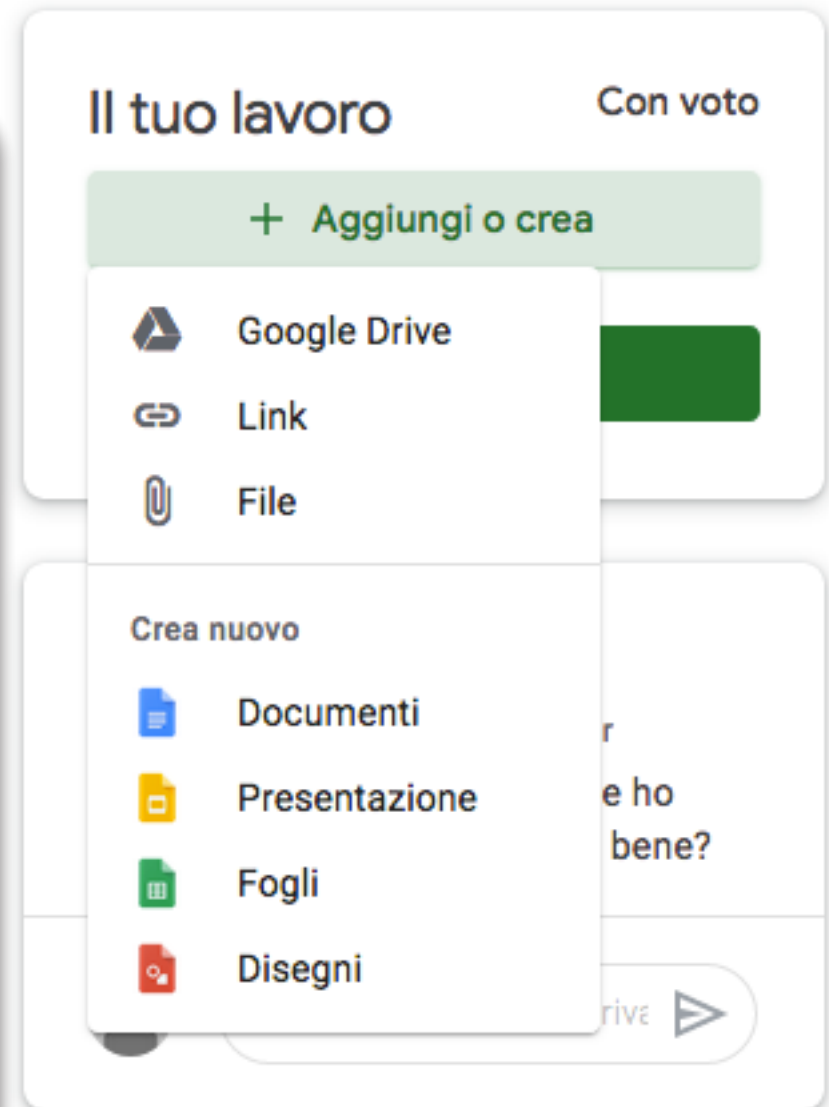 Il tuo lavoro
Con voto
+ Aggiungi o crea
Google Drive
Link
File
Crea nuovo
Documenti
Presentazione
Fogli
Disegni
ho
bene?